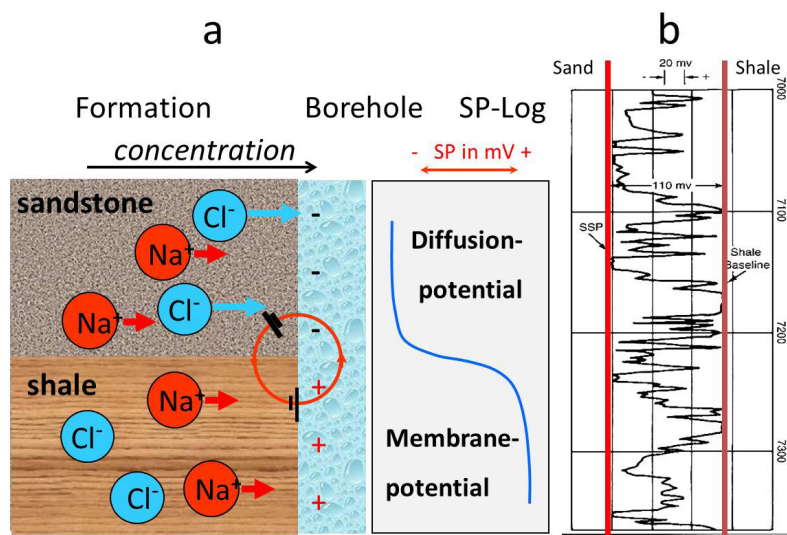 a
b
Formation
Borehole
SP-Log
concentration
- SP in mV +
sandstone
Cl-
Na+
Na+
Cl-
-
-
-
shale
Na+
Cl-
Cl-
Na+
+
+
+
Diffusion-
potential
Membrane-
potential
Sand
20 mv
Shale
- +
7000
110 mv
7100
SSP
Shale
Baseline
7200
7300